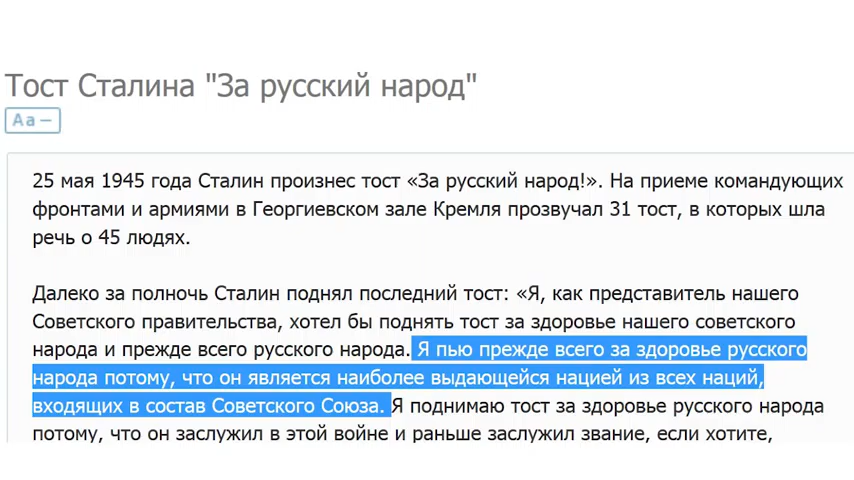 Тост Сталина "За русский народ"
Aa −
25 мая 1945 года Сталин произнес тост «За русский народ!». На приеме командующих
фронтами и армиями в Георгиевском зале Кремля прозвучал 31 тост, в которых шла
речь о 45 людях.
Далеко за полночь Сталин поднял последний тост: «Я, как представитель нашего
Советского правительства, хотел бы поднять тост за здоровье нашего советского
народа и прежде всего русского народа. Я пью прежде всего за здоровье русского
народа потому, что он является наиболее выдающейся нацией из всех наций,
входящих в состав Советского Союза. Я поднимаю тост за здоровье русского народа
потому, что он заслужил в этой войне и раньше заслужил звание, если хотите,